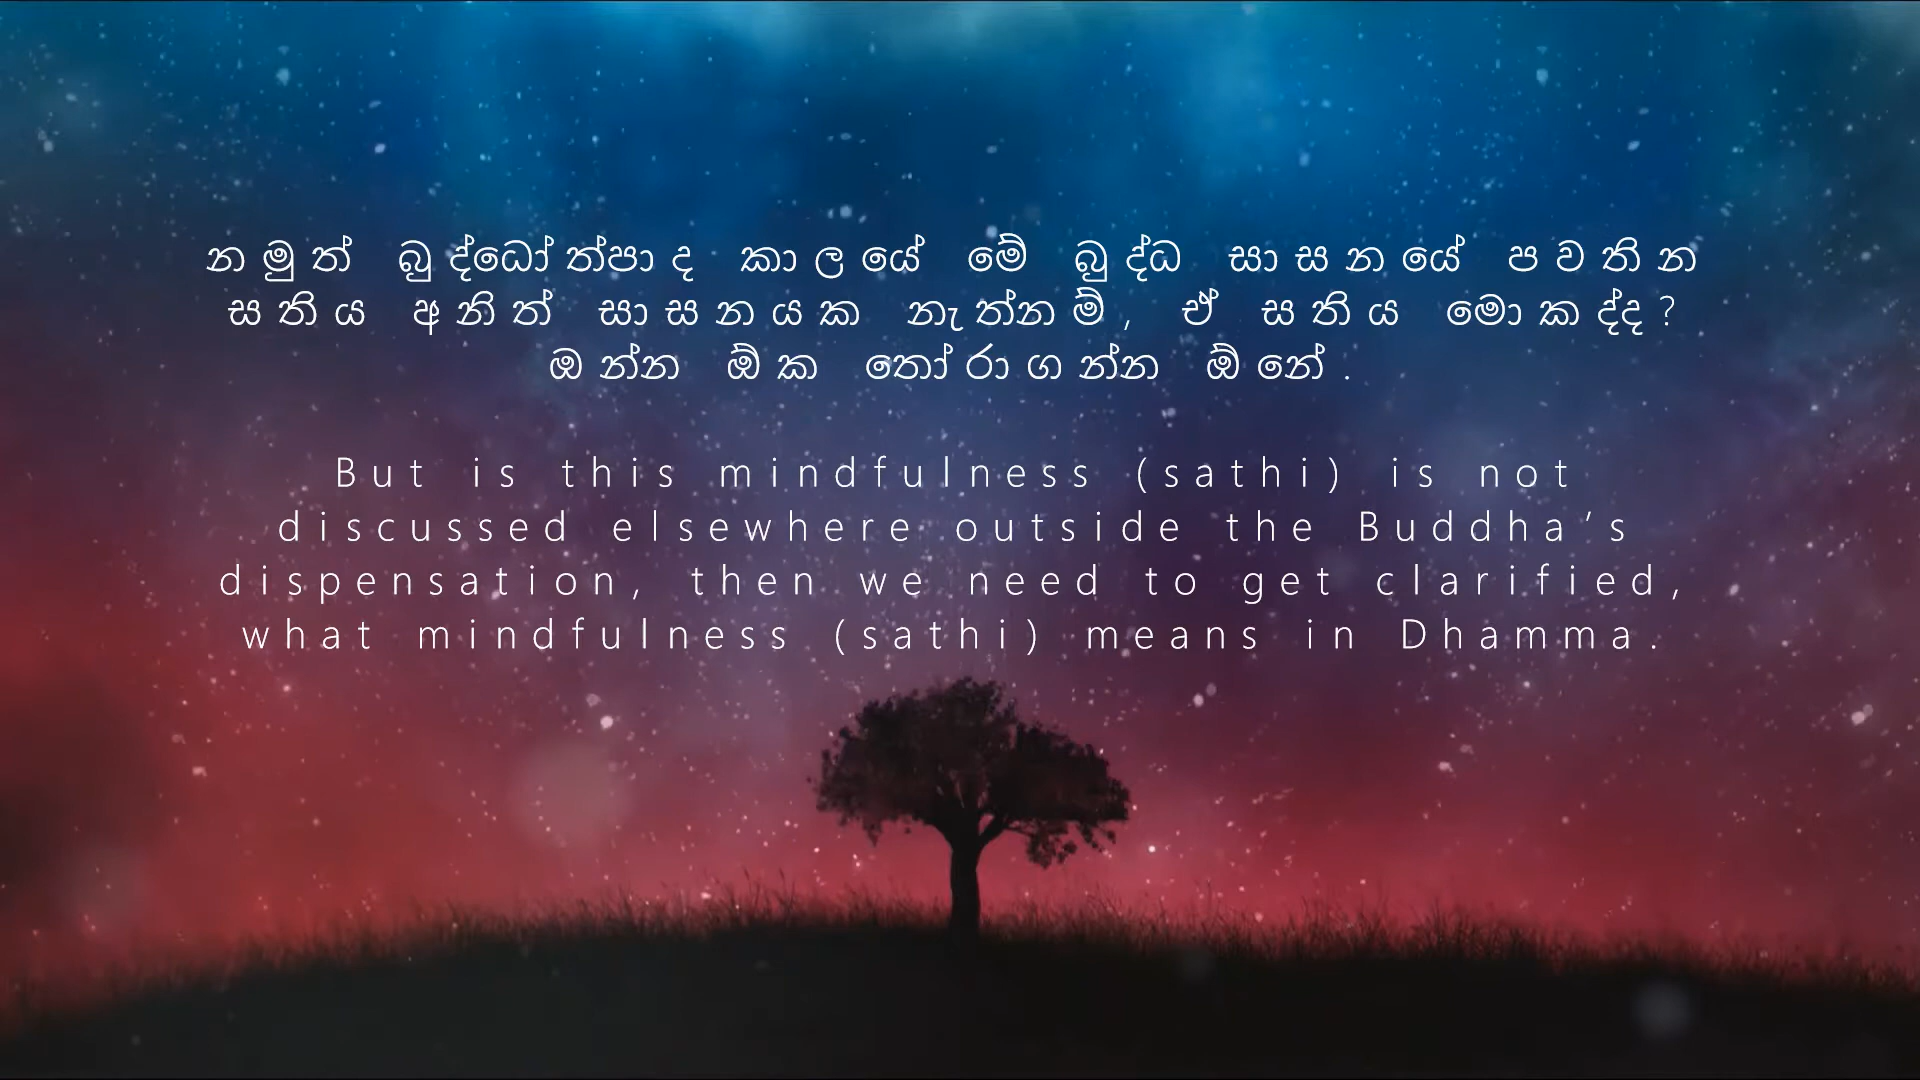 නමුත් බුද්ධෝත්පාද කාලයේ මේ බුද්ධ සාසනයේ පවතින
සතිය අනිත් සාසනයක නැත්නම්, ඒ සතිය මොකද්ද?
ඔන්න ඕක තෝරාගන්න ඕනේ.
But is this mindfulness (sathi) is not
discussed elsewhere outside the Buddha’s
dispensation, then we need to get clarified,
what mindfulness (sathi) means in Dhamma.